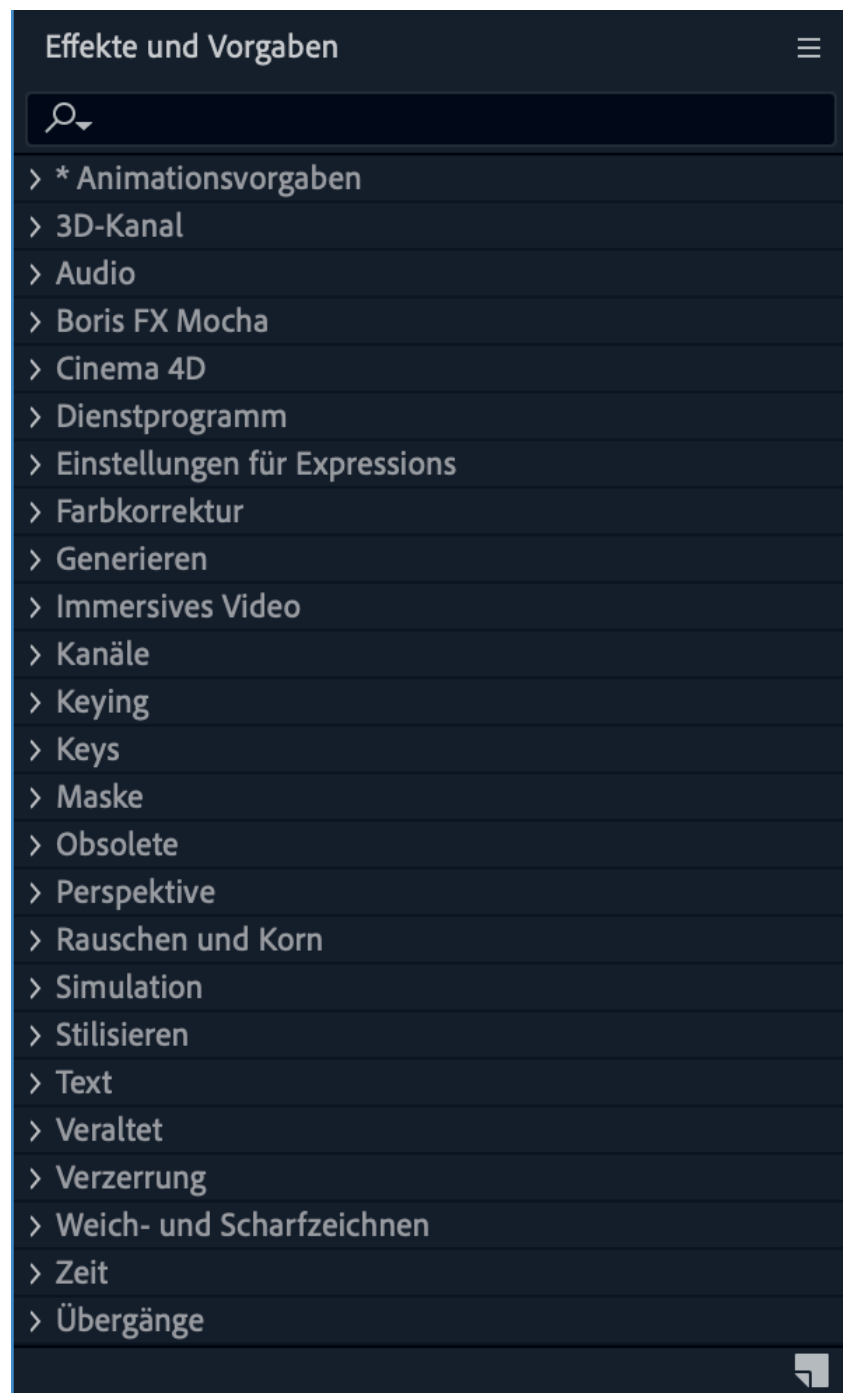 Effekte und Vorgaben
* Animationsvorgaben
3D-Kanal
Audio
Boris FX Mocha
Cinema 4D
Dienstprogramm
Einstellungen für Expressions
Farbkorrektur
Generieren
Immersives Video
Kanäle
Keying
Keys
Maske
Obsolete
Perspektive
Rauschen und Korn
Simulation
Stilisieren
Text
Veraltet
Verzerrung
Weich- und Scharfzeichnen
Zeit
Übergänge